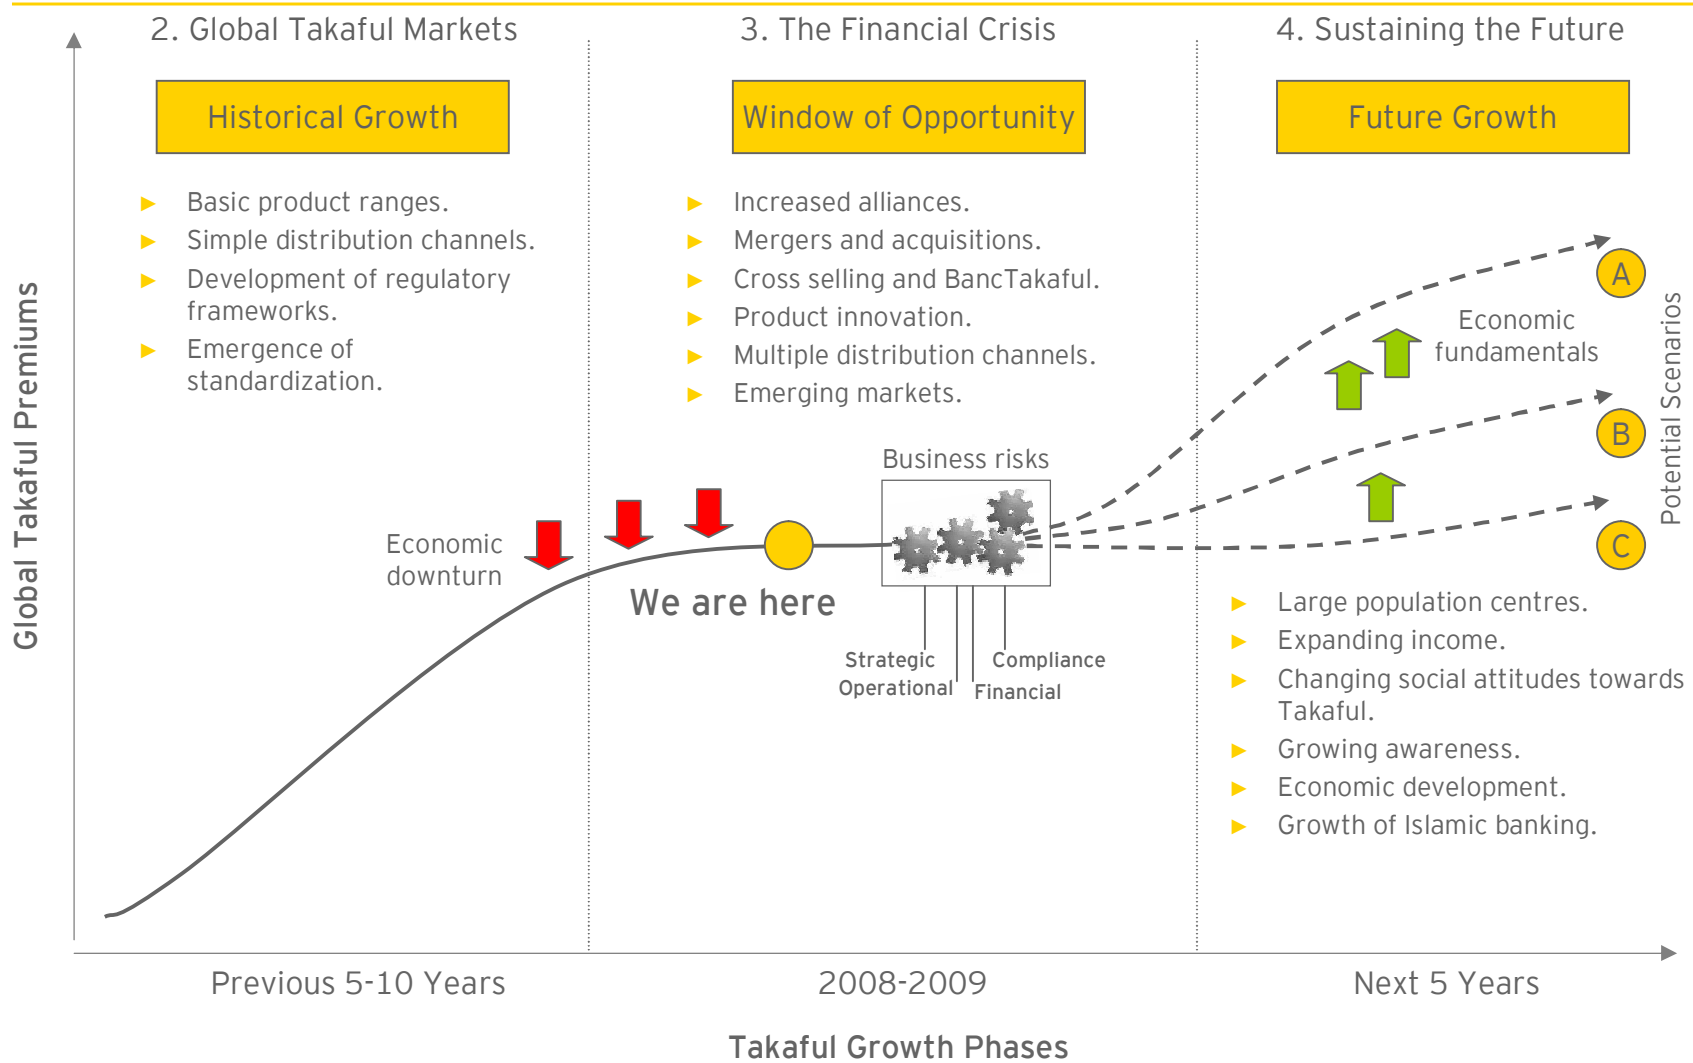 2. Global Takaful Markets
3. The Financial Crisis
4. Sustaining the Future
Historical Growth
Window of Opportunity
Future Growth
Basic product ranges.
Simple distribution channels.
Development of regulatory
frameworks.
Emergence of
standardization.
Increased alliances.
Mergers and acquisitions.
Cross selling and BancTakaful.
Product innovation.
Multiple distribution channels.
Emerging markets.
A
Economic
fundamentals
B
C
Potential Scenarios
Business risks
Economic
downturn
We are here
Strategic
Compliance
Operational
Financial
Large population centres.
Expanding income.
Changing social attitudes towards
Takaful.
Growing awareness.
Economic development.
Growth of Islamic banking.
Global Takaful Premiums
Previous 5-10 Years
2008-2009
Next 5 Years
Takaful Growth Phases